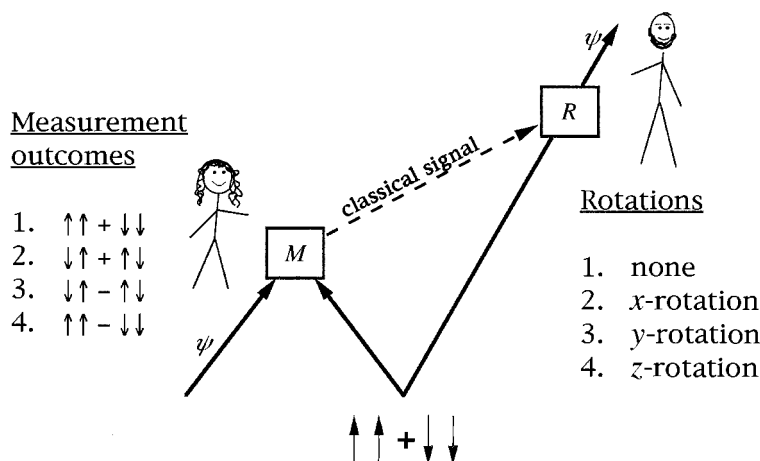 Measurement
outcomes
1. ↑↑ + ↓↓
2. ↓↑ + ↑↓
3. ↓↑ – ↑↓
4. ↑↑ – ↓↓
ψ
M
classical signal
R
ψ
Rotations
1. none
2. x-rotation
3. y-rotation
4. z-rotation
↑ ↑ + ↓ ↓